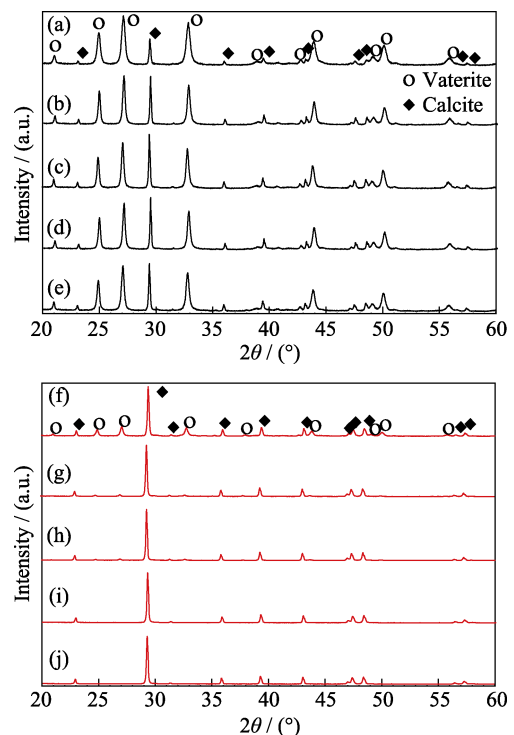 (a)
Vaterite
(b)
Calcite
(c)
(d)
(e)
Intensity / (a.u.)
20 25 30 35 40 45 50 55 60
2θ / (°)
(f)
(g)
(h)
(i)
(j)
Intensity / (a.u.)
20 25 30 35 40 45 50 55 60
2θ / (°)